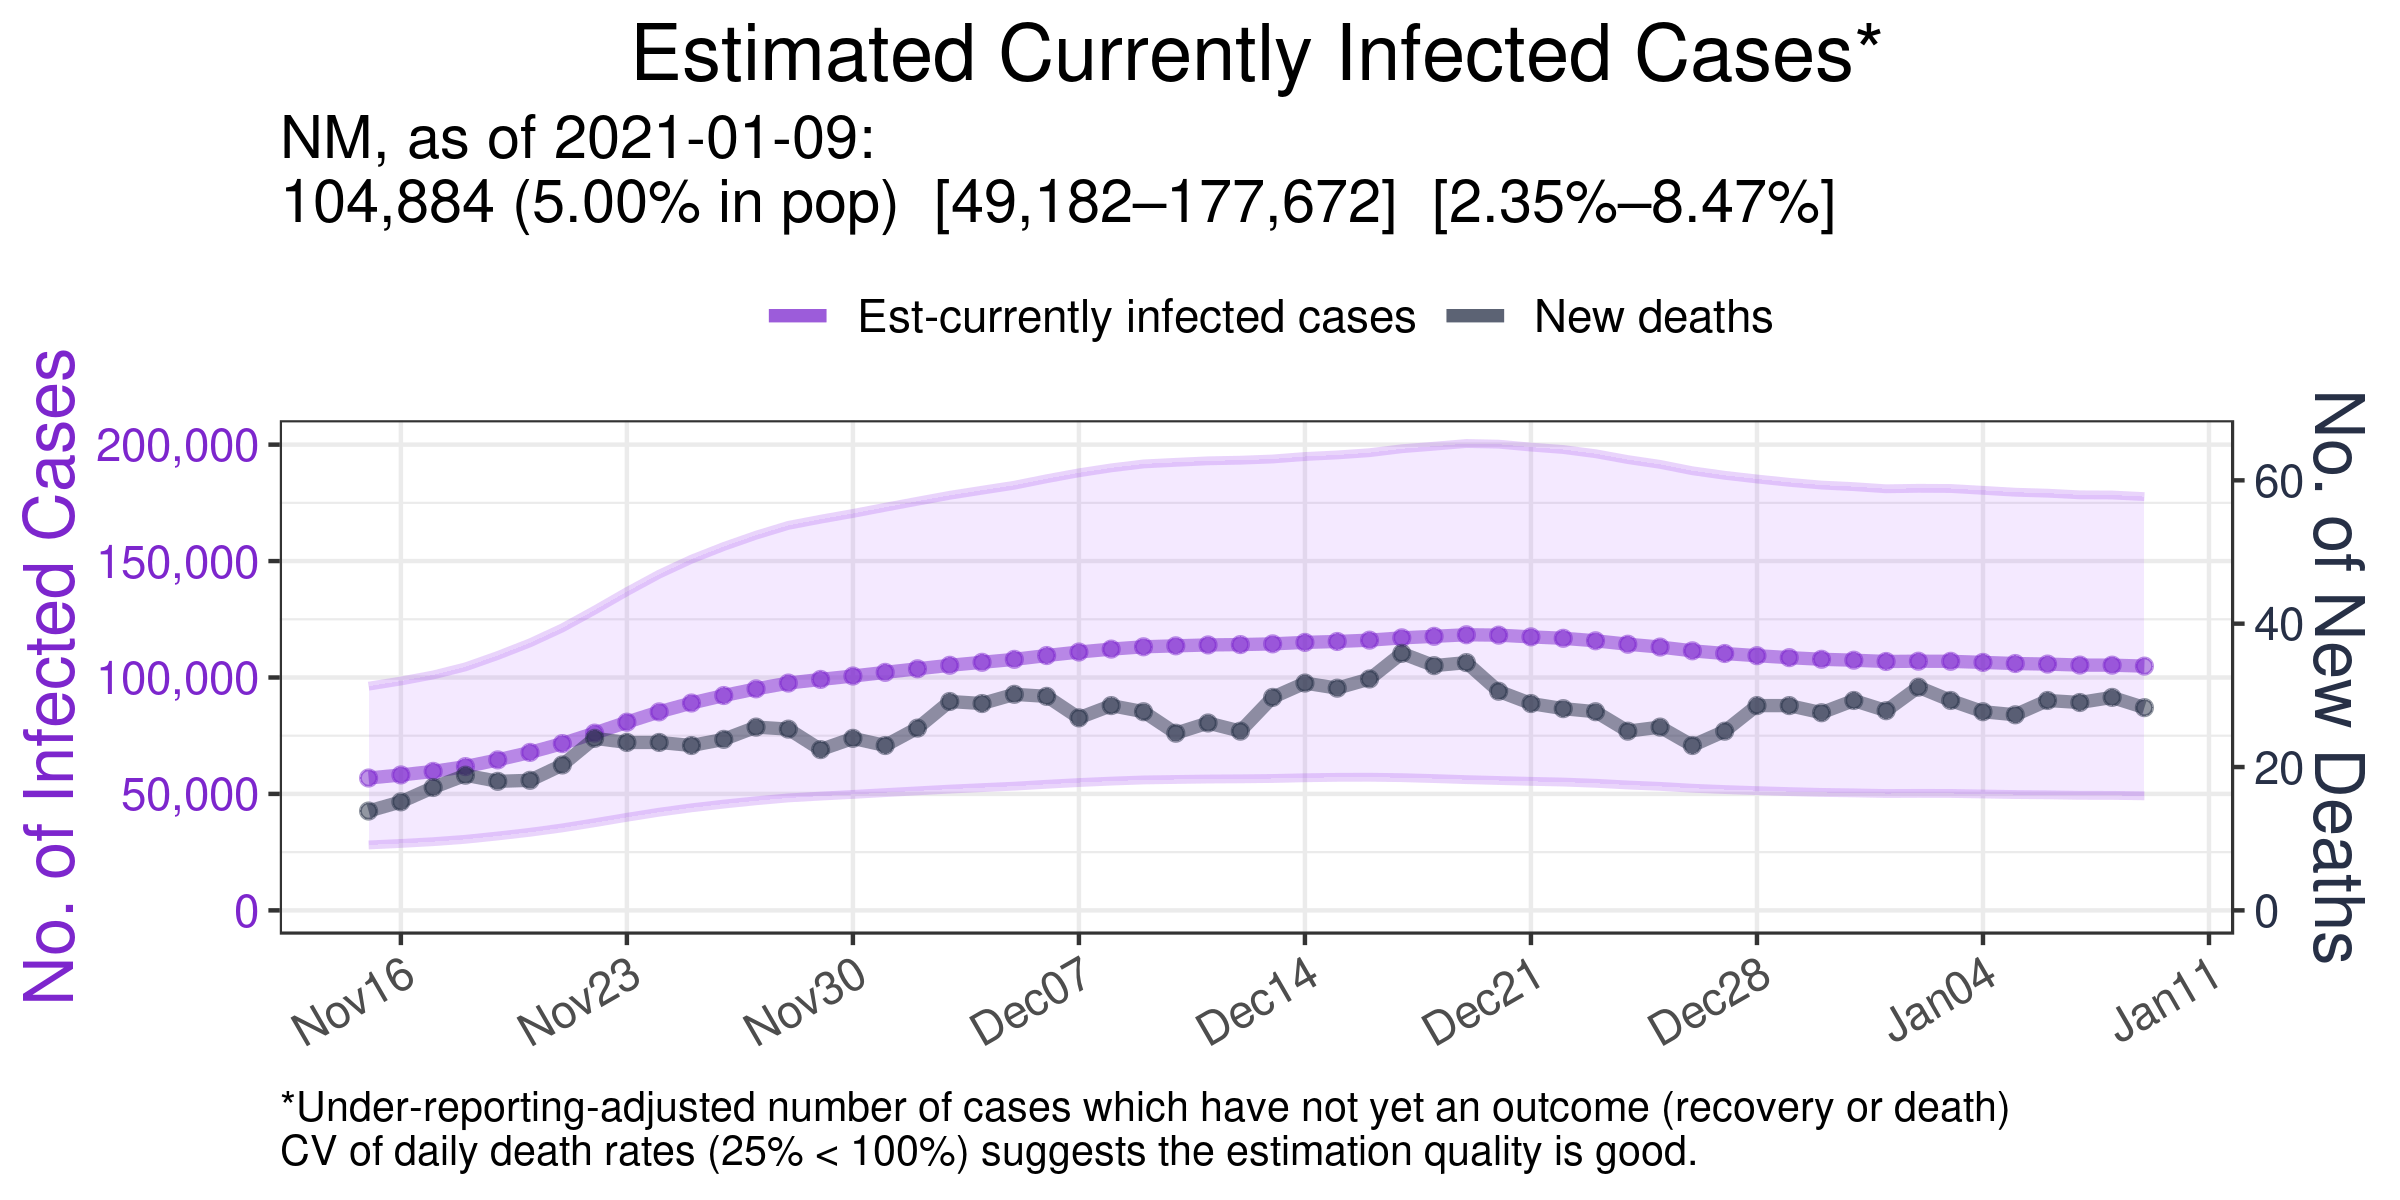 Estimated Currently Infected Cases*
NM, as of 2021-01-09:
104,884 (5.00% in pop)  [49,182–177,672]  [2.35%–8.47%]
Est-currently infected cases
New deaths
No. of Infected Cases
200,000
150,000
100,000
50,000
0
No. of New Deaths
60
40
20
0
Nov16
Nov23
Nov30
Dec07
Dec14
Dec21
Dec28
Jan04
Jan11
*Under-reporting-adjusted number of cases which have not yet an outcome (recovery or death)
CV of daily death rates (25% < 100%) suggests the estimation quality is good.